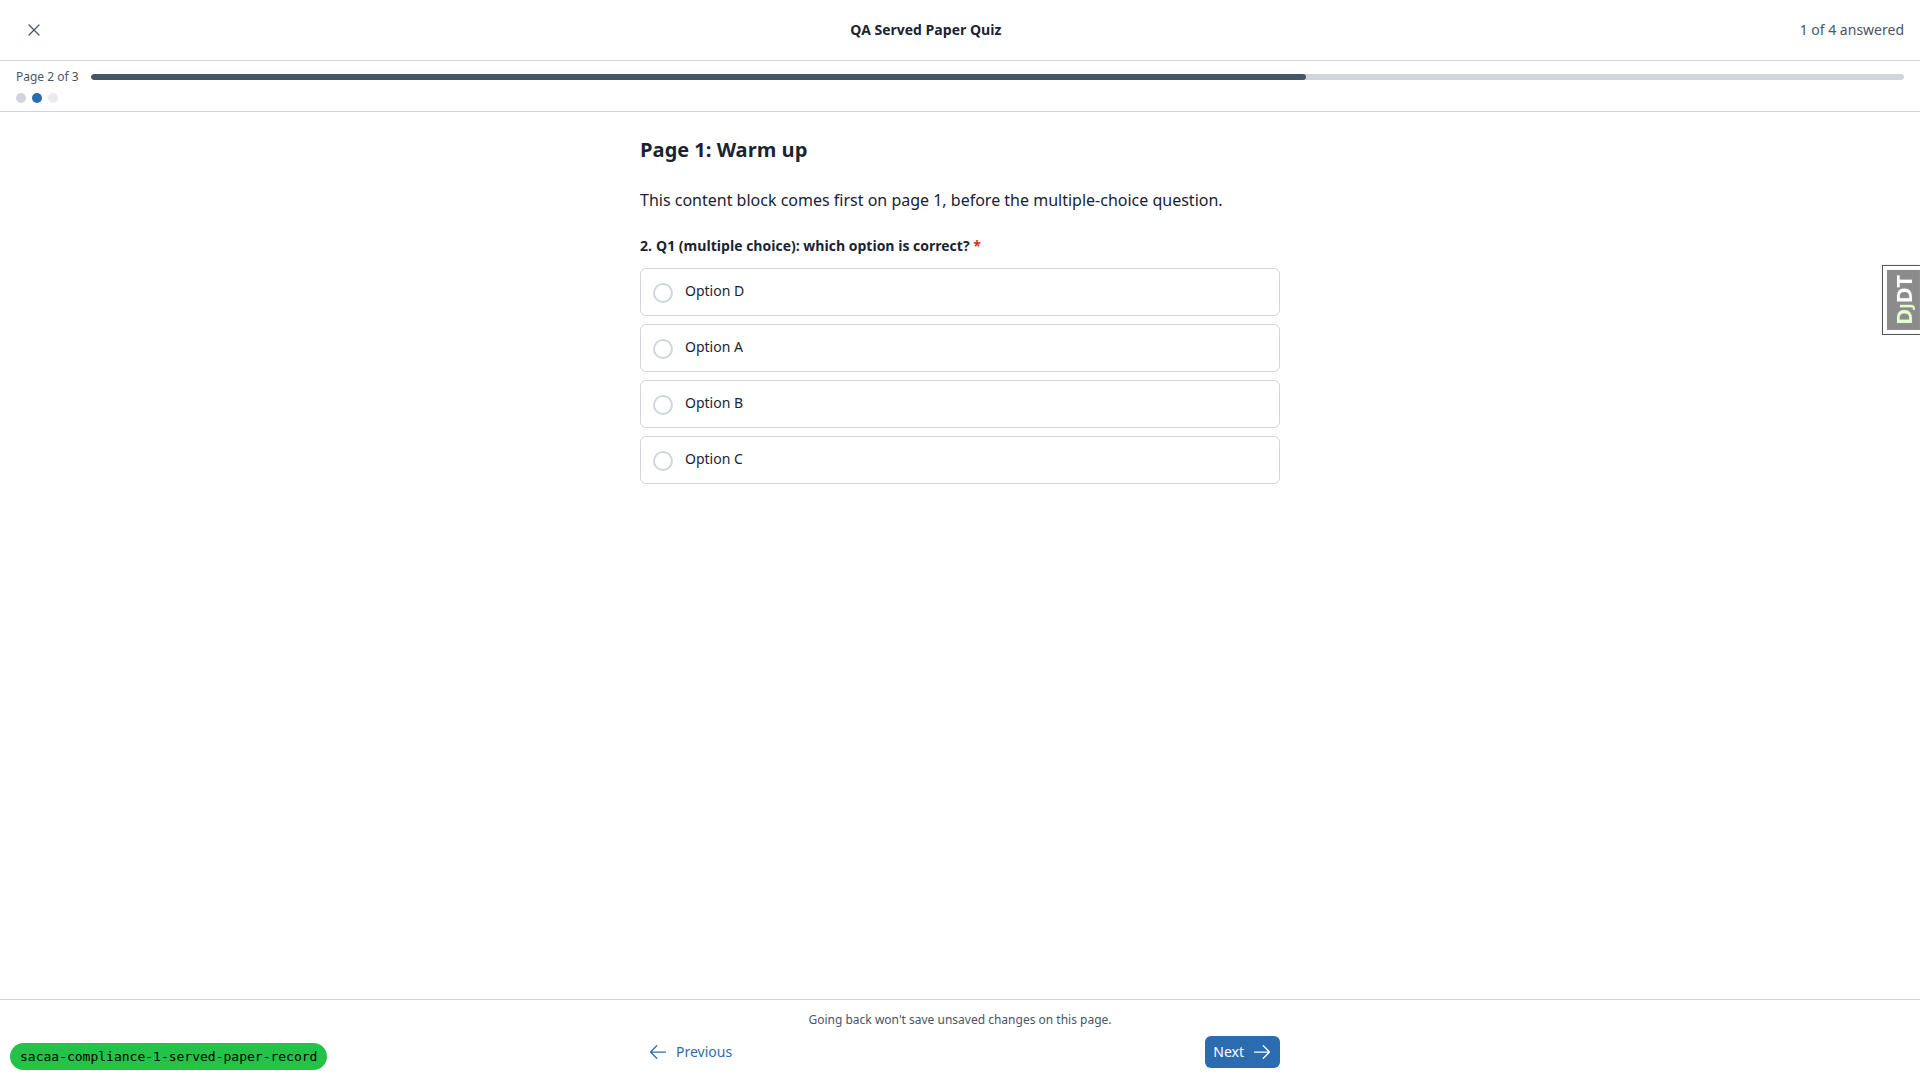 QA Served Paper Quiz
1 of 4 answered
Page 2 of 3
Page 1: Warm up
This content block comes first on page 1, before the multiple-choice question.
2. Q1 (multiple choice): which option is correct? *
Option D
Option A
Option B
Option C
DjDT
Going back won't save unsaved changes on this page.
Previous
Next
sacaa-compliance-1-served-paper-record